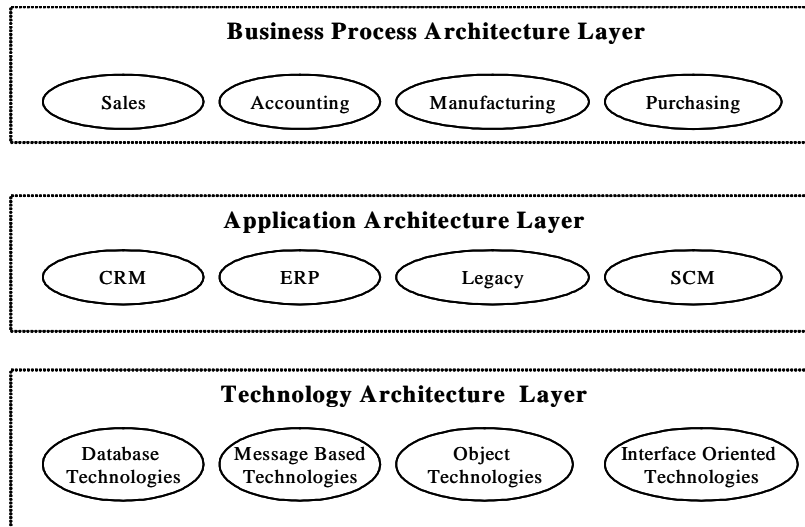 Business Process Architecture Layer
Sales
Accounting
Manufacturing
Purchasing
Application Architecture Layer
CRM
ERP
Legacy
SCM
Technology Architecture Layer
Database
Technologies
Message Based
Technologies
Object
Technologies
Interface Oriented
Technologies